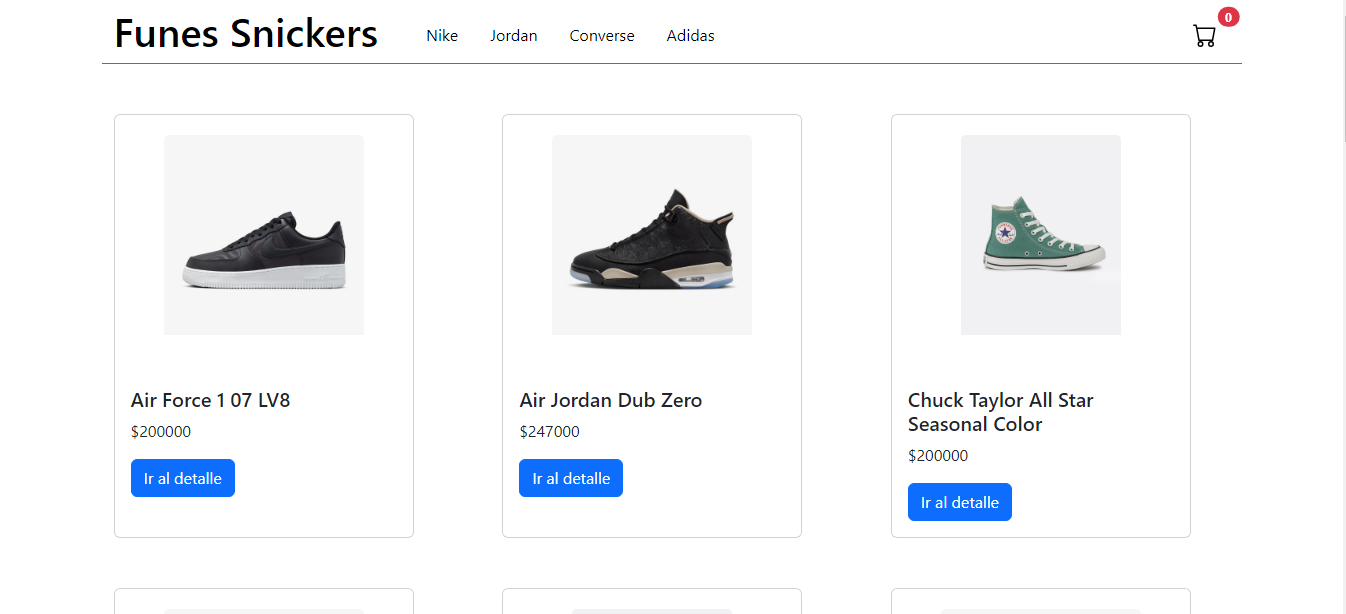 Funes Snickers
Nike
Jordan
Converse
Adidas
0
Air Force 1 07 LV8
$200000
Ir al detalle
Air Jordan Dub Zero
$247000
Ir al detalle
Chuck Taylor All Star
Seasonal Color
$200000
Ir al detalle